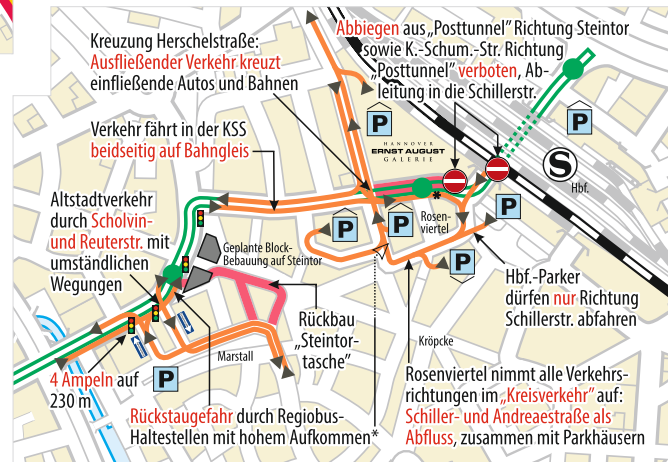 Kreuzung Herschelstraße:
Ausfließender Verkehr kreuzt
einfließende Autos und Bahnen
Abbiegen aus „Posttunnel” Richtung Steintor
sowie K.-Schum.-Str. Richtung
„Posttunnel” verboten, Ab-
leitung in die Schillerstr.
P
P
HANNOVER
ERNST AUGUST
GALERIE
S
Hbf.
Verkehr fährt in der KSS
beidseitig auf Bahngleis
Altstadtverkehr
durch Scholvin-
und Reuterstr. mit
umständlichen
Wegungen
Geplante Block-
Bebauung auf Steintor
P
P
*
Rosen-
viertel
P
P
Hbf.-Parker
dürfen nur Richtung
Schillerstr. abfahren
Rückbau
„Steintor-
tasche”
Marstall
Kröpcke
4 Ampeln auf
230 m
P
Rückstaugefahr durch Regiobus-
Haltestellen mit hohem Aufkommen*
Rosenviertel nimmt alle Verkehrs-
richtungen im „Kreisverkehr” auf:
Schiller- und Andreaestraße als
Abfluss, zusammen mit Parkhäusern